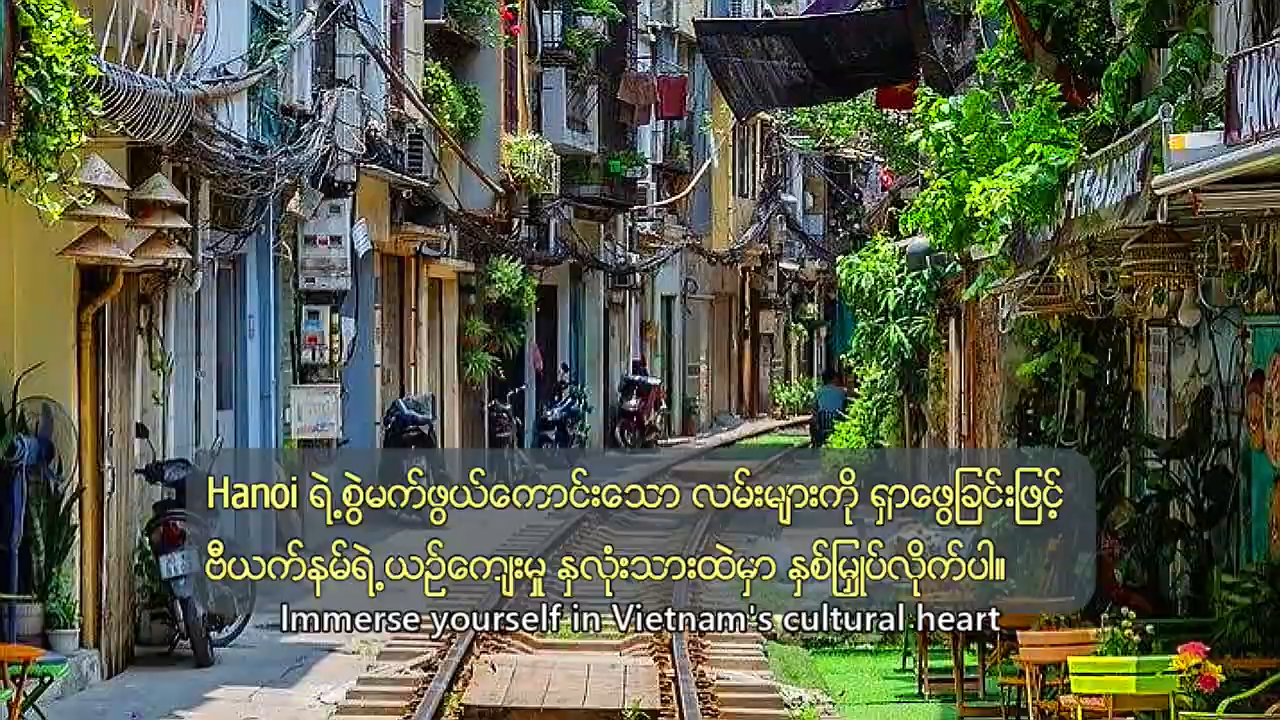 Hanoi ရဲ့စွဲမက်ဖွယ်ကောင်းသော လမ်းများကို ရှာဖွေခြင်းဖြင့်
ဗီယက်နမ်ရဲ့ယဉ်ကျေးမှု နှလုံးသားထဲမှာ နှစ်မြှုပ်လိုက်ပါ။
Immerse yourself in Vietnam's cultural heart